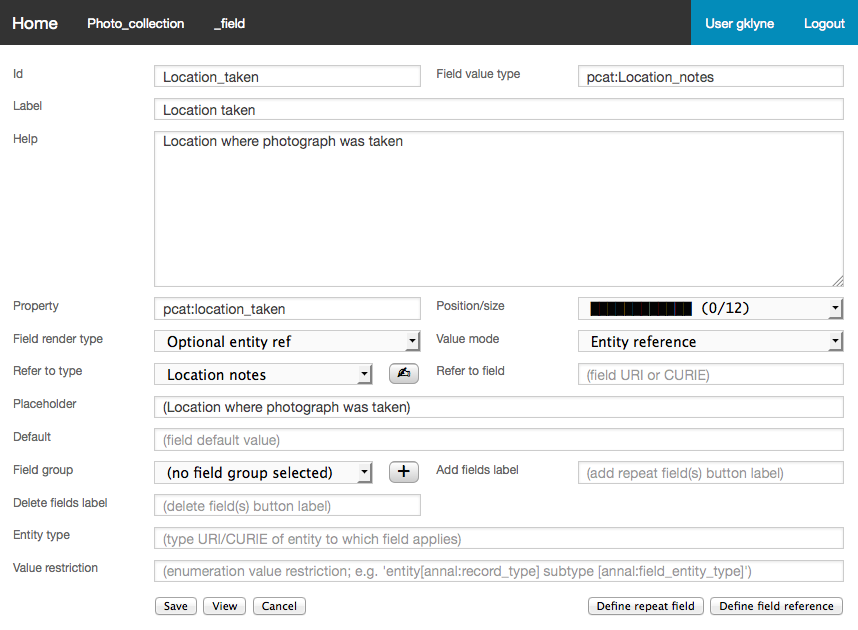 Home Photo_collection _field User gklyne Logout
Id Location_taken Field value type pcat:Location_notes
Label Location taken
Help Location where photograph was taken
Property pcat:location_taken Position/size (0/12)
Field render type Optional entity ref Value mode Entity reference
Refer to type Location notes Refer to field (field URI or CURIE)
Placeholder (Location where photograph was taken)
Default (field default value)
Field group (no field group selected) + Add fields label (add repeat field(s) button label)
Delete fields label (delete field(s) button label)
Entity type (type URI/CURIE of entity to which field applies)
Value restriction (enumeration value restriction; e.g. 'entity[annal:record_type] subtype [annal:field_entity_type]')
Save View Cancel Define repeat field Define field reference